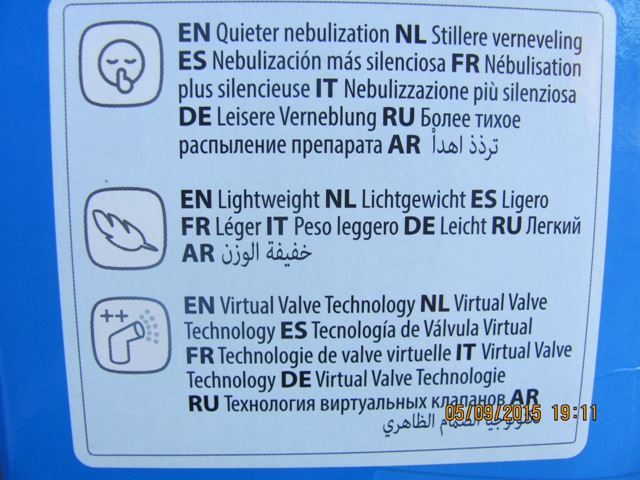 EN Quieter nebulization NL Stillere verneveling
ES Nebulización más silenciosa FR Nébulisation
plus silencieuse IT Nebulizzazione più silenziosa
DE Leisere Verneblung RU Более тихое
распыление препарата AR ترذذ اهدأ
EN Lightweight NL Lichtgewicht ES Ligero
FR Léger IT Peso leggero DE Leicht RU Легкий
AR خفيفة الوزن
++
EN Virtual Valve Technology NL Virtual Valve
Technology ES Tecnología de Válvula Virtual
FR Technologie de valve virtuelle IT Virtual Valve
Technology DE Virtual Valve Technologie
RU Технология виртуальных клапанов AR
الصمام الظاهري
05/09/2015 19:11